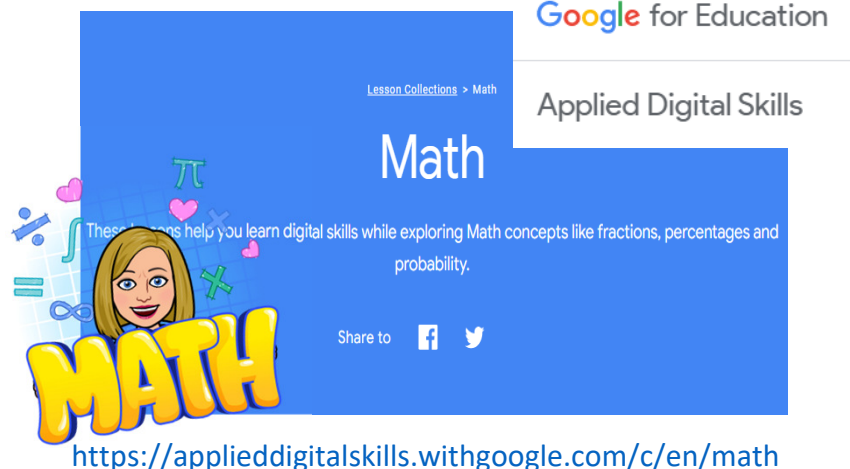 Google for Education
Applied Digital Skills
Lesson Collections > Math
Math
These lessons help you learn digital skills while exploring Math concepts like fractions, percentages and
probability.
Share to
MATH
https://applieddigitalskills.withgoogle.com/c/en/math